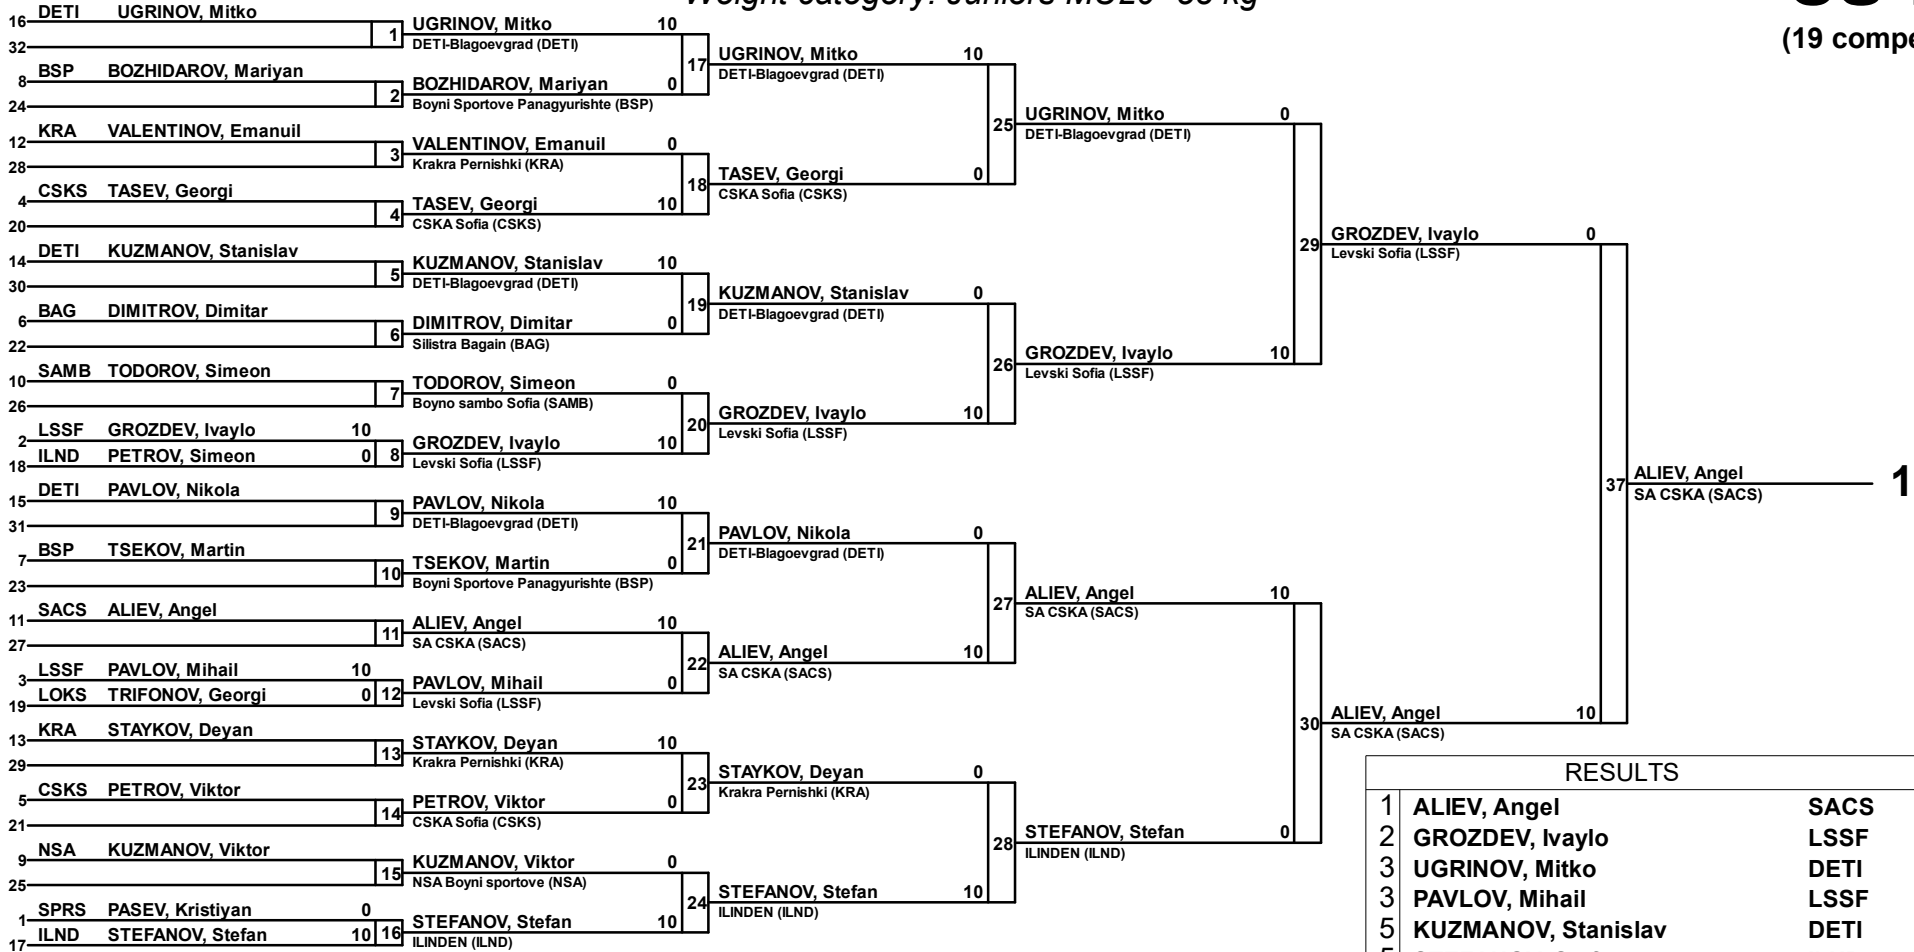 Weight category: Juniors MU20
(19 compe
16 DETI UGRINOV, Mitko
32
8 BSP BOZHIDAROV, Mariyan
24
12 KRA VALENTINOV, Emanuil
28
4 CSKS TASEV, Georgi
20
14 DETI KUZMANOV, Stanislav
30
6 BAG DIMITROV, Dimitar
22
10 SAMB TODOROV, Simeon
26
2 LSSF GROZDEV, Ivaylo 10
18 ILND PETROV, Simeon 0
15 DETI PAVLOV, Nikola
31
7 BSP TSEKOV, Martin
23
11 SACS ALIEV, Angel
27
3 LSSF PAVLOV, Mihail 10
19 LOKS TRIFONOV, Georgi 0
13 KRA STAYKOV, Deyan
29
5 CSKS PETROV, Viktor
21
9 NSA KUZMANOV, Viktor
25
1 SPRS PASEV, Kristiyan 0
17 ILND STEFANOV, Stefan 10
1 UGRINOV, Mitko 10
DETI-Blagoevgrad (DETI)
2 BOZHIDAROV, Mariyan 0
Boyni Sportove Panagyurishte (BSP)
3 VALENTINOV, Emanuil 0
Krakra Pernishki (KRA)
4 TASEV, Georgi 10
CSKA Sofia (CSKS)
5 KUZMANOV, Stanislav 10
DETI-Blagoevgrad (DETI)
6 DIMITROV, Dimitar 0
Silistra Bagain (BAG)
7 TODOROV, Simeon 0
Boyno sambo Sofia (SAMB)
8 GROZDEV, Ivaylo 10
Levski Sofia (LSSF)
9 PAVLOV, Nikola 10
DETI-Blagoevgrad (DETI)
10 TSEKOV, Martin 0
Boyni Sportove Panagyurishte (BSP)
11 ALIEV, Angel 10
SA CSKA (SACS)
12 PAVLOV, Mihail 0
Levski Sofia (LSSF)
13 STAYKOV, Deyan 10
Krakra Pernishki (KRA)
14 PETROV, Viktor 0
CSKA Sofia (CSKS)
15 KUZMANOV, Viktor 0
NSA Boyni sportove (NSA)
16 STEFANOV, Stefan 10
ILINDEN (ILND)
17 UGRINOV, Mitko 10
DETI-Blagoevgrad (DETI)
18 TASEV, Georgi 0
CSKA Sofia (CSKS)
19 KUZMANOV, Stanislav 0
DETI-Blagoevgrad (DETI)
20 GROZDEV, Ivaylo 10
Levski Sofia (LSSF)
21 PAVLOV, Nikola 0
DETI-Blagoevgrad (DETI)
22 ALIEV, Angel 10
SA CSKA (SACS)
23 STAYKOV, Deyan 0
Krakra Pernishki (KRA)
24 STEFANOV, Stefan 10
ILINDEN (ILND)
25 UGRINOV, Mitko 0
DETI-Blagoevgrad (DETI)
26 GROZDEV, Ivaylo 10
Levski Sofia (LSSF)
27 ALIEV, Angel 10
SA CSKA (SACS)
28 STEFANOV, Stefan 0
ILINDEN (ILND)
29 GROZDEV, Ivaylo 0
Levski Sofia (LSSF)
30 ALIEV, Angel 10
SA CSKA (SACS)
37 ALIEV, Angel 1
SA CSKA (SACS)
RESULTS
1 ALIEV, Angel SACS
2 GROZDEV, Ivaylo LSSF
3 UGRINOV, Mitko DETI
3 PAVLOV, Mihail LSSF
5 KUZMANOV, Stanislav DETI